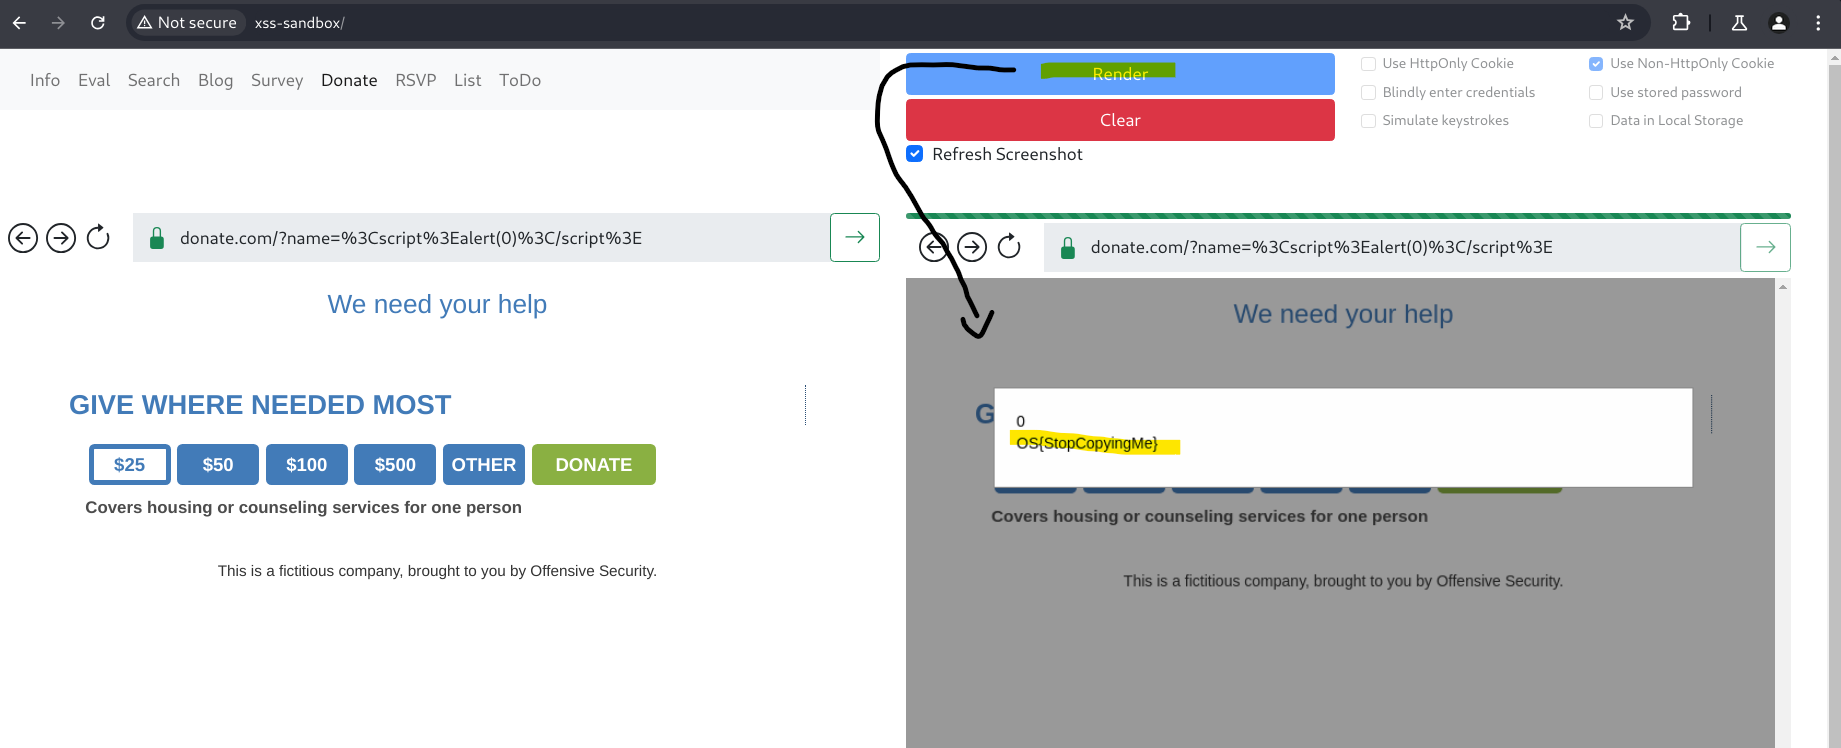 Not secure
xss-sandbox/
Info Eval Search Blog Survey Donate RSVP List ToDo
Render
Clear
Refresh Screenshot
Use HttpOnly Cookie
Use Non-HttpOnly Cookie
Blindly enter credentials
Use stored password
Simulate keystrokes
Data in Local Storage
donate.com/?name=%3Cscript%3Ealert(0)%3C/script%3E
We need your help
GIVE WHERE NEEDED MOST
$25 $50 $100 $500 OTHER DONATE
Covers housing or counseling services for one person
This is a fictitious company, brought to you by Offensive Security.
donate.com/?name=%3Cscript%3Ealert(0)%3C/script%3E
We need your help
G
0
OS{StopCopyingMe}
Covers housing or counseling services for one person
This is a fictitious company, brought to you by Offensive Security.